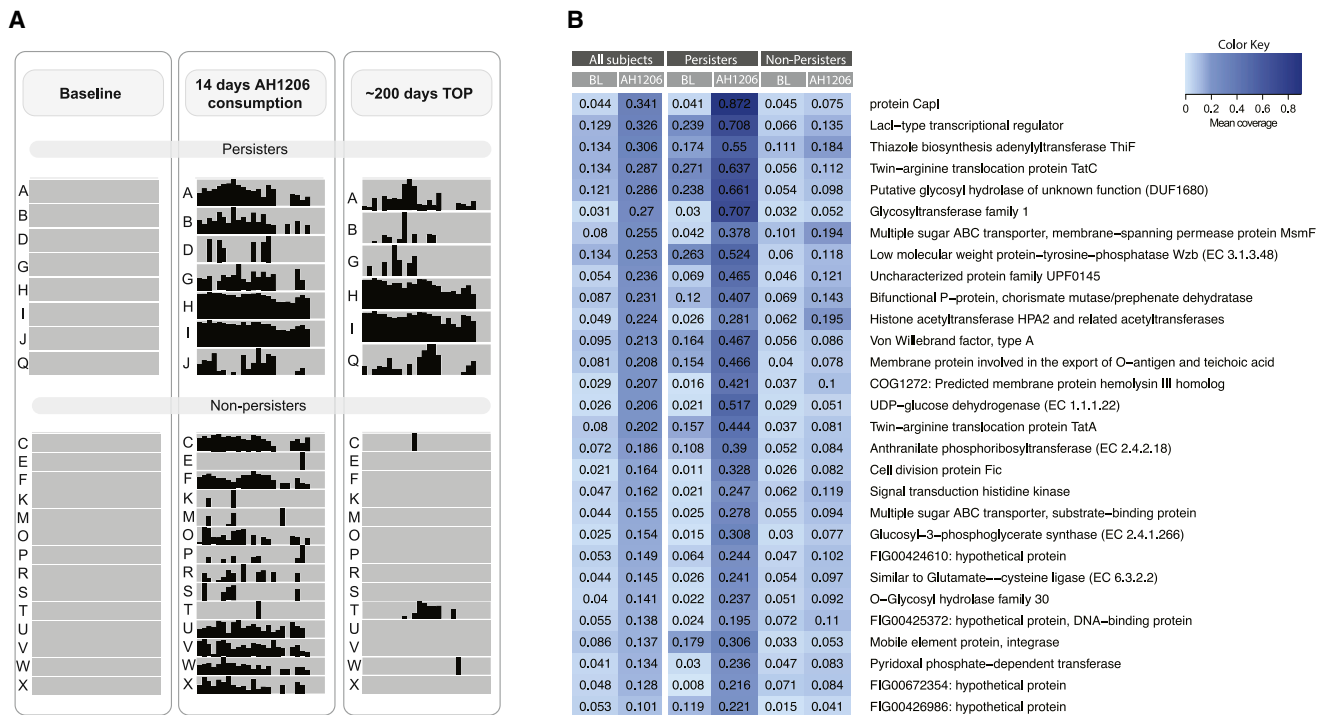 A
Baseline
14 days AH1206
consumption
~200 days TOP
Persisters
A
B
D
G
H
I
J
Q
A
B
D
G
H
I
J
A
B
G
H
I
Q
Non-persisters
C
E
F
K
M
O
P
R
S
T
U
V
W
X
C
E
F
K
M
O
P
R
S
T
U
V
W
X
C
E
F
K
M
O
P
R
S
T
U
V
W
X
B
Color Key
0 0.2 0.4 0.6 0.8
Mean coverage
All subjects Persisters Non-Persisters
BL AH1206 BL AH1206 BL AH1206
0.044 0.341 0.041 0.872 0.045 0.075 protein CapI
0.129 0.326 0.239 0.708 0.066 0.135 LacI-type transcriptional regulator
0.134 0.306 0.174 0.55 0.111 0.184 Thiazole biosynthesis adenylyltransferase ThiF
0.134 0.287 0.271 0.637 0.056 0.112 Twin-arginine translocation protein TatC
0.121 0.286 0.238 0.661 0.054 0.098 Putative glycosyl hydrolase of unknown function (DUF1680)
0.031 0.27 0.03 0.707 0.032 0.052 Glycosyltransferase family 1
0.08 0.255 0.042 0.378 0.101 0.194 Multiple sugar ABC transporter, membrane-spanning permease protein MsmF
0.134 0.253 0.263 0.524 0.06 0.118 Low molecular weight protein-tyrosine-phosphatase Wzb (EC 3.1.3.48)
0.054 0.236 0.069 0.465 0.046 0.121 Uncharacterized protein family UPF0145
0.087 0.231 0.12 0.407 0.069 0.143 Bifunctional P-protein, chorismate mutase/prephenate dehydratase
0.049 0.224 0.026 0.281 0.062 0.195 Histone acetyltransferase HPA2 and related acetyltransferases
0.095 0.213 0.164 0.467 0.056 0.086 Von Willebrand factor, type A
0.081 0.208 0.154 0.466 0.04 0.078 Membrane protein involved in the export of O-antigen and teichoic acid
0.029 0.207 0.016 0.421 0.037 0.1 COG1272: Predicted membrane protein hemolysin III homolog
0.026 0.206 0.021 0.517 0.029 0.051 UDP-glucose dehydrogenase (EC 1.1.1.22)
0.08 0.202 0.157 0.444 0.037 0.081 Twin-arginine translocation protein TatA
0.072 0.186 0.108 0.39 0.052 0.084 Anthranilate phosphoribosyltransferase (EC 2.4.2.18)
0.021 0.164 0.011 0.328 0.026 0.082 Cell division protein Fic
0.047 0.162 0.021 0.247 0.062 0.119 Signal transduction histidine kinase
0.044 0.155 0.025 0.278 0.055 0.094 Multiple sugar ABC transporter, substrate-binding protein
0.025 0.154 0.015 0.308 0.03 0.077 Glucosyl-3-phosphoglycerate synthase (EC 2.4.1.266)
0.053 0.149 0.064 0.244 0.047 0.102 FIG00424610: hypothetical protein
0.044 0.145 0.026 0.241 0.054 0.097 Similar to Glutamate--cysteine ligase (EC 6.3.2.2)
0.04 0.141 0.022 0.237 0.051 0.092 O-Glycosyl hydrolase family 30
0.055 0.138 0.024 0.195 0.072 0.11 FIG00425372: hypothetical protein, DNA-binding protein
0.086 0.137 0.179 0.306 0.033 0.053 Mobile element protein, integrase
0.041 0.134 0.03 0.236 0.047 0.083 Pyridoxal phosphate-dependent transferase
0.048 0.128 0.008 0.216 0.071 0.084 FIG00672354: hypothetical protein
0.053 0.101 0.119 0.221 0.015 0.041 FIG00426986: hypothetical protein